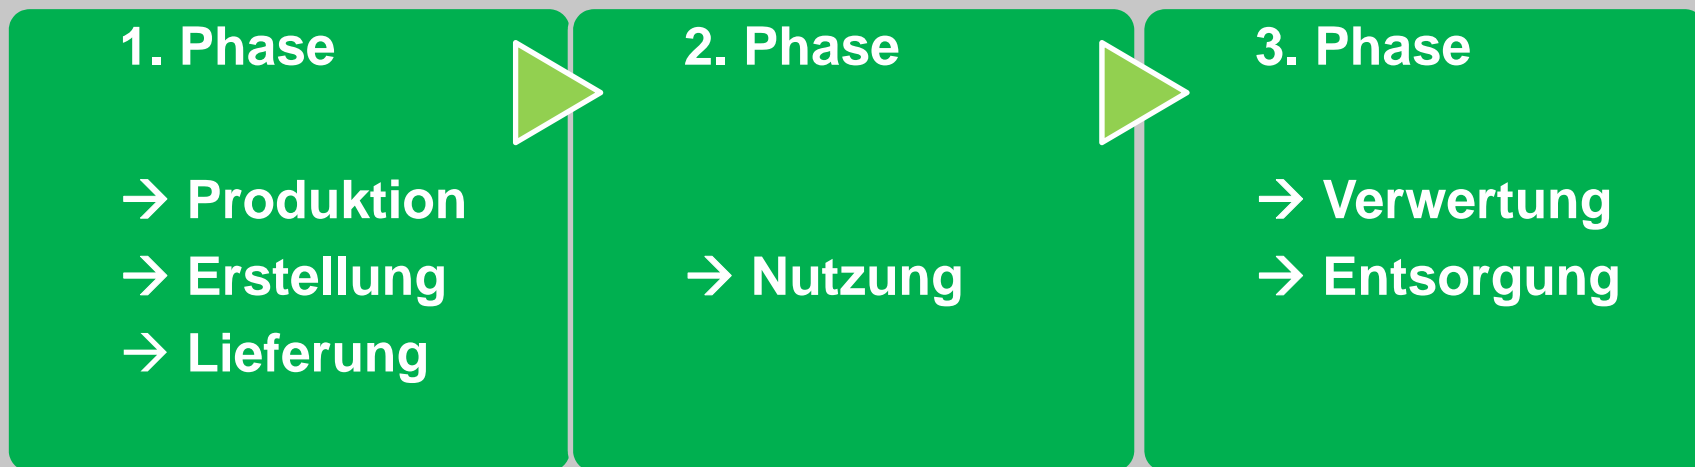 1. Phase
→ Produktion
→ Erstellung
→ Lieferung
2. Phase
→ Nutzung
3. Phase
→ Verwertung
→ Entsorgung